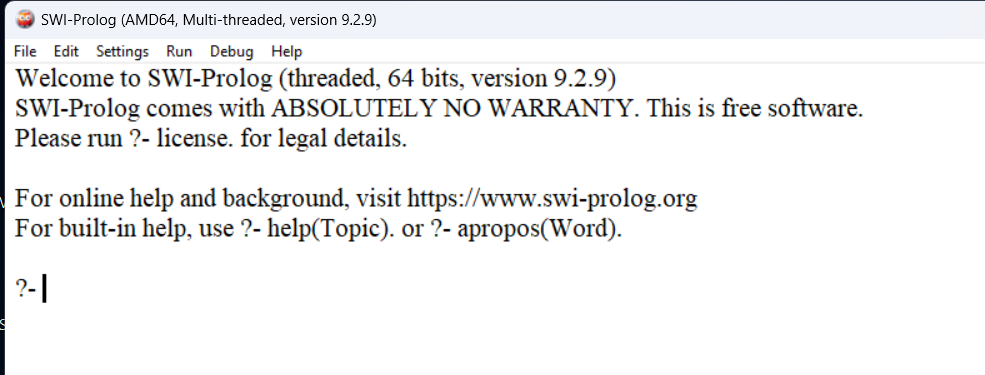 SWI-Prolog (AMD64, Multi-threaded, version 9.2.9)
File Edit Settings Run Debug Help
Welcome to SWI-Prolog (threaded, 64 bits, version 9.2.9)
SWI-Prolog comes with ABSOLUTELY NO WARRANTY. This is free software.
Please run ?- license. for legal details.
For online help and background, visit https://www.swi-prolog.org
For built-in help, use ?- help(Topic). or ?- apropos(Word).
?-